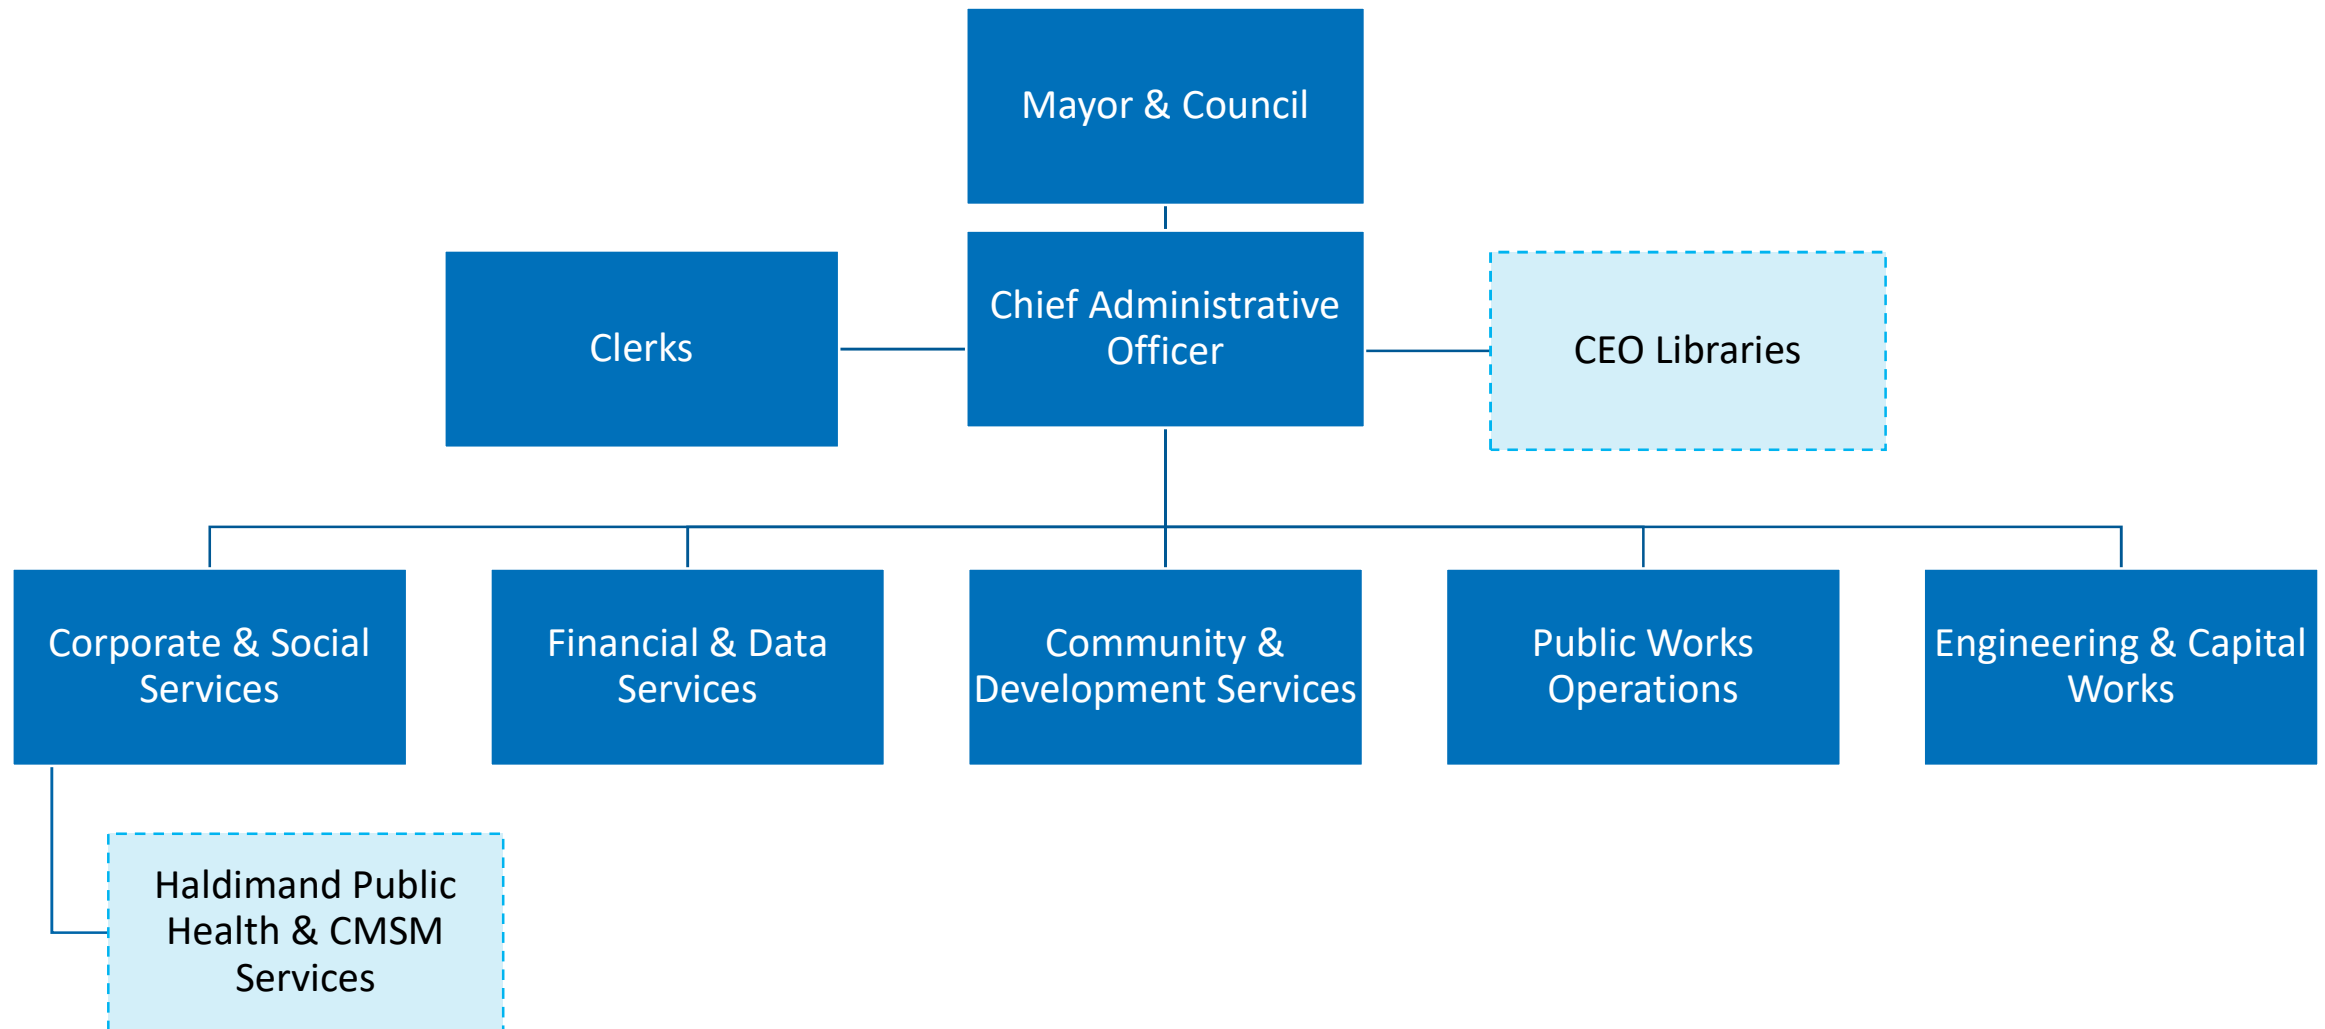 Mayor & Council
Clerks
Chief Administrative
Officer
CEO Libraries
Corporate & Social
Services
Financial & Data
Services
Community &
Development Services
Public Works
Operations
Engineering & Capital
Works
Haldimand Public
Health & CMSM
Services